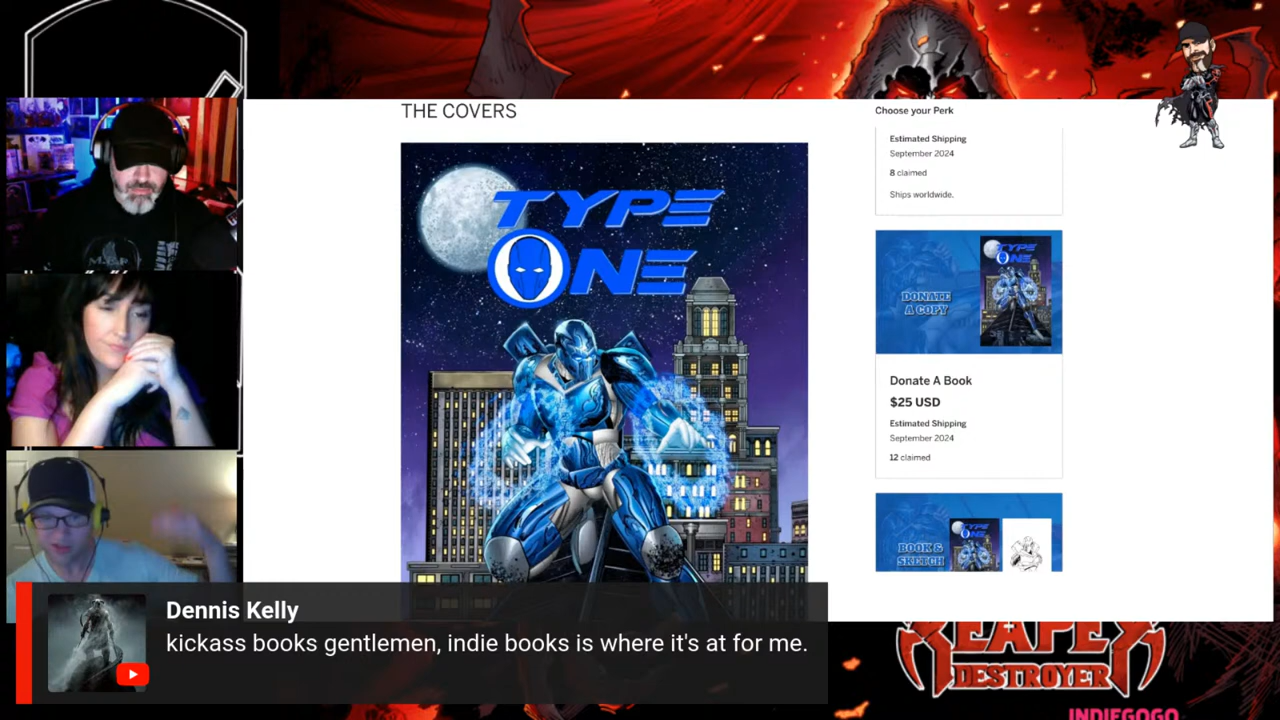 THE COVERS
TYPE
ONE
Choose your Perk
Estimated Shipping
September 2024
8 claimed
Ships worldwide.
DONATE
A COPY
TYPE
ONE
Donate A Book
$25 USD
Estimated Shipping
September 2024
12 claimed
BOOK &
SKETCH
TYPE
ONE
Dennis Kelly
kickass books gentlemen, indie books is where it's at for me.
REAPER
DESTROYER
INDIEGOGO